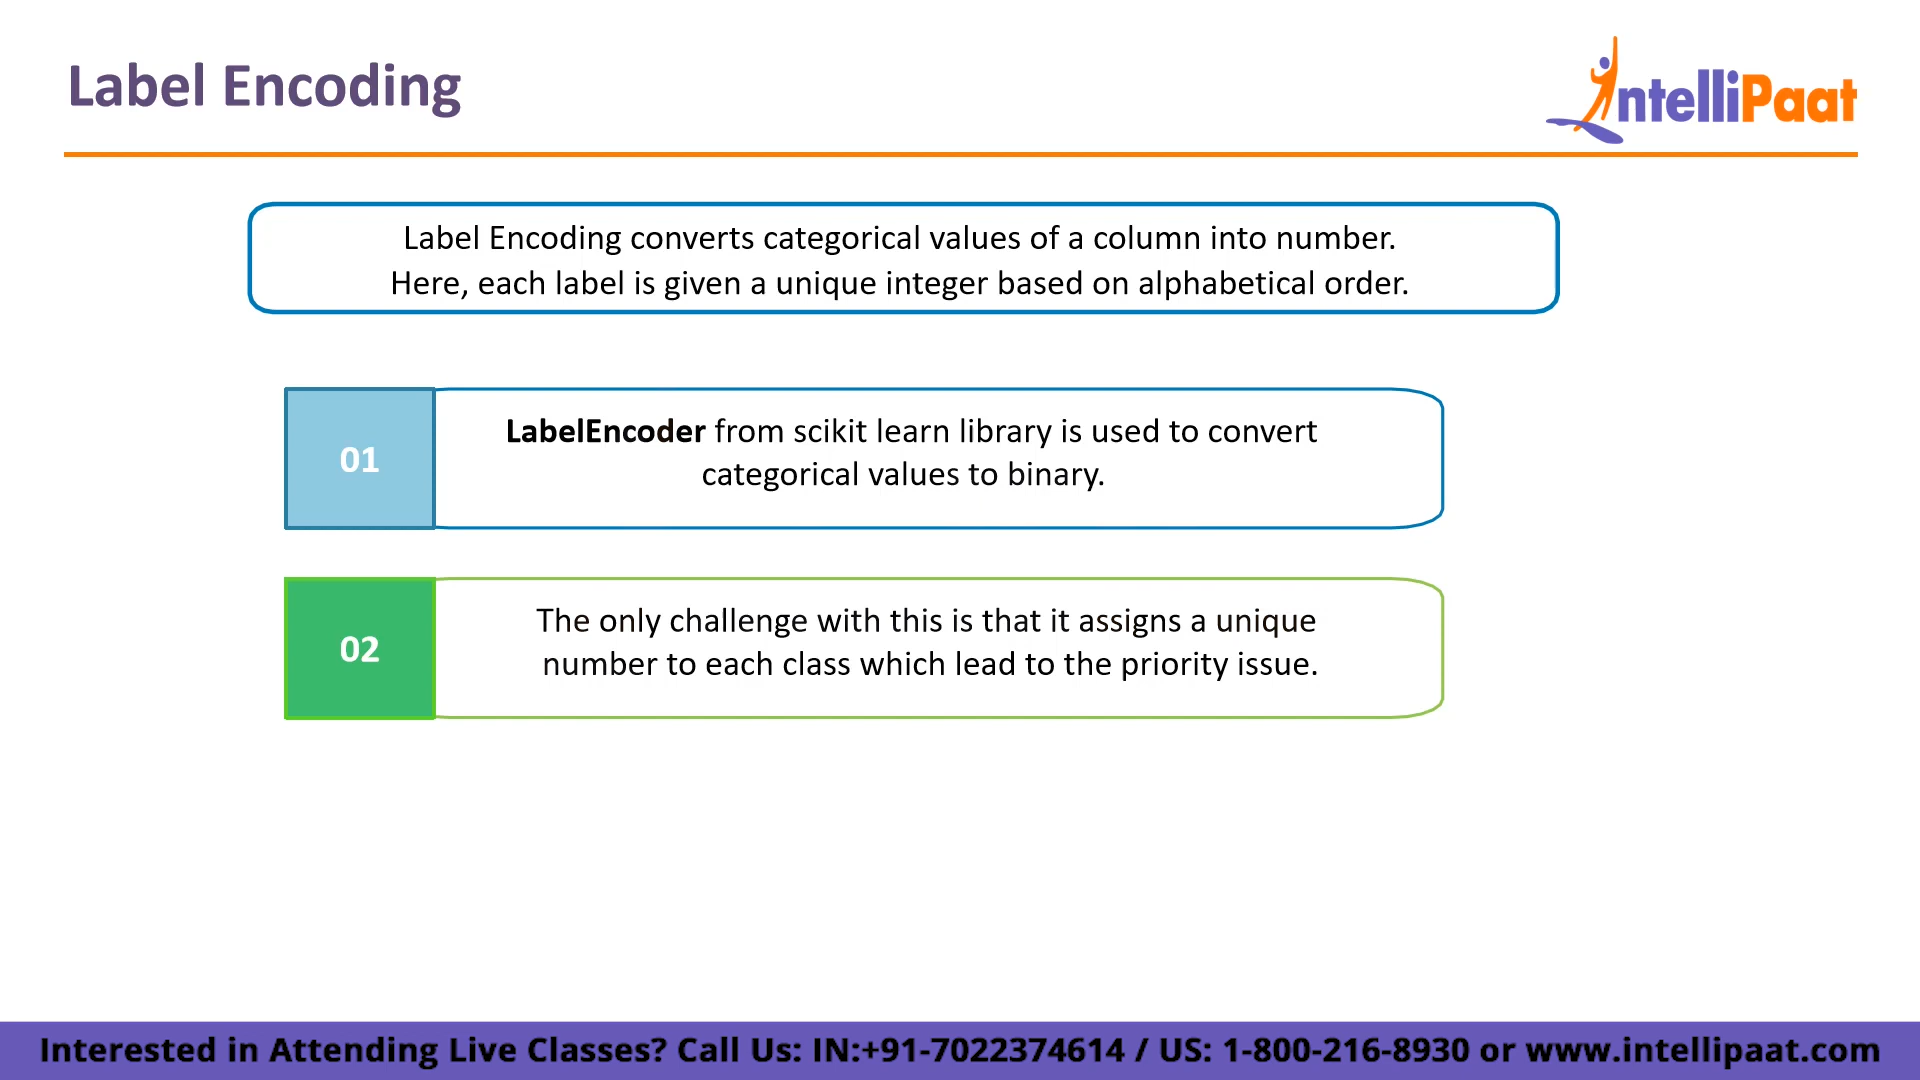 Label Encoding
ntelliPaat
Label Encoding converts categorical values of a column into number.
Here, each label is given a unique integer based on alphabetical order.
01
LabelEncoder from scikit learn library is used to convert
categorical values to binary.
02
The only challenge with this is that it assigns a unique
number to each class which lead to the priority issue.
Interested in Attending Live Classes? Call Us: IN:+91-7022374614 / US: 1-800-216-8930 or www.intellipaat.com